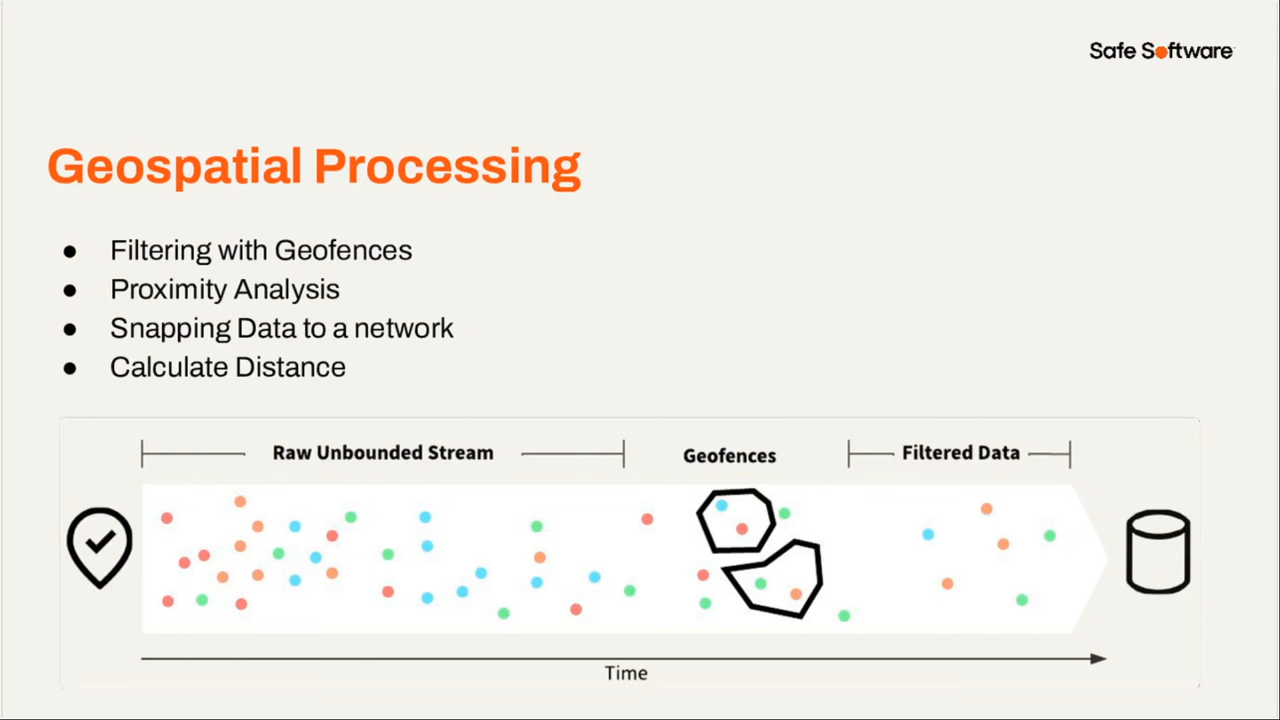 Safe Software
Geospatial Processing
● Filtering with Geofences
● Proximity Analysis
● Snapping Data to a network
● Calculate Distance
Raw Unbounded Stream
Geofences
Filtered Data
Time